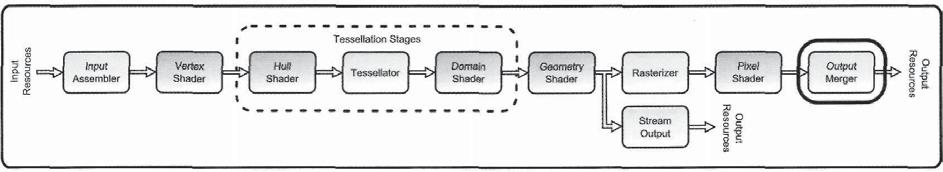 Tessellation Stages
Input
Resources
Input
Assembler
Vertex
Shader
Hull
Shader
Tessellator
Domain
Shader
Geometry
Shader
Rasterizer
Pixel
Shader
Output
Merger
Output
Resources
Stream
Output
Output
Resources